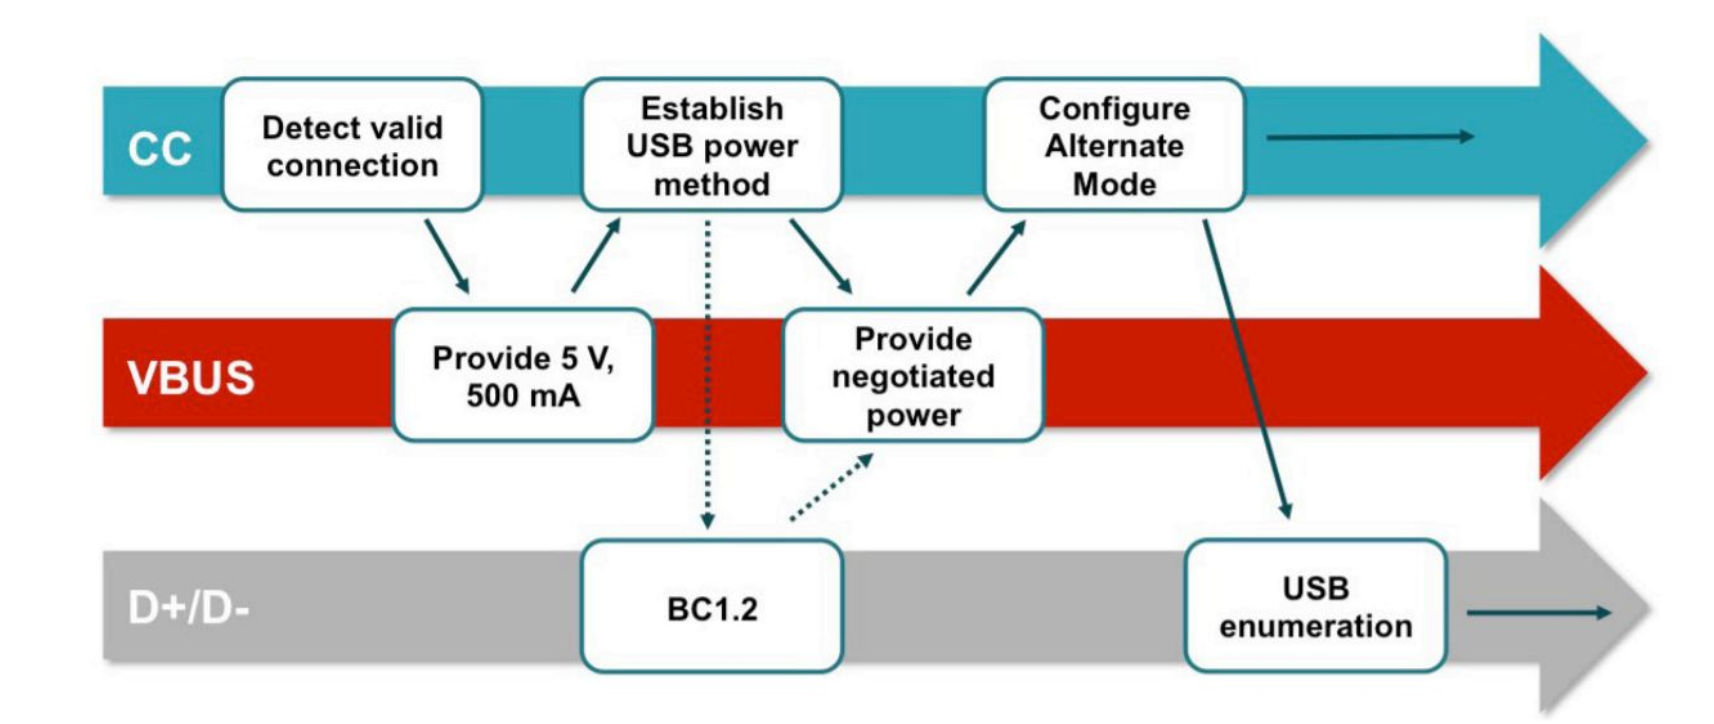 CC
Detect valid
connection
Establish
USB power
method
Configure
Alternate
Mode
VBUS
Provide 5 V,
500 mA
Provide
negotiated
power
D+/D-
BC1.2
USB
enumeration